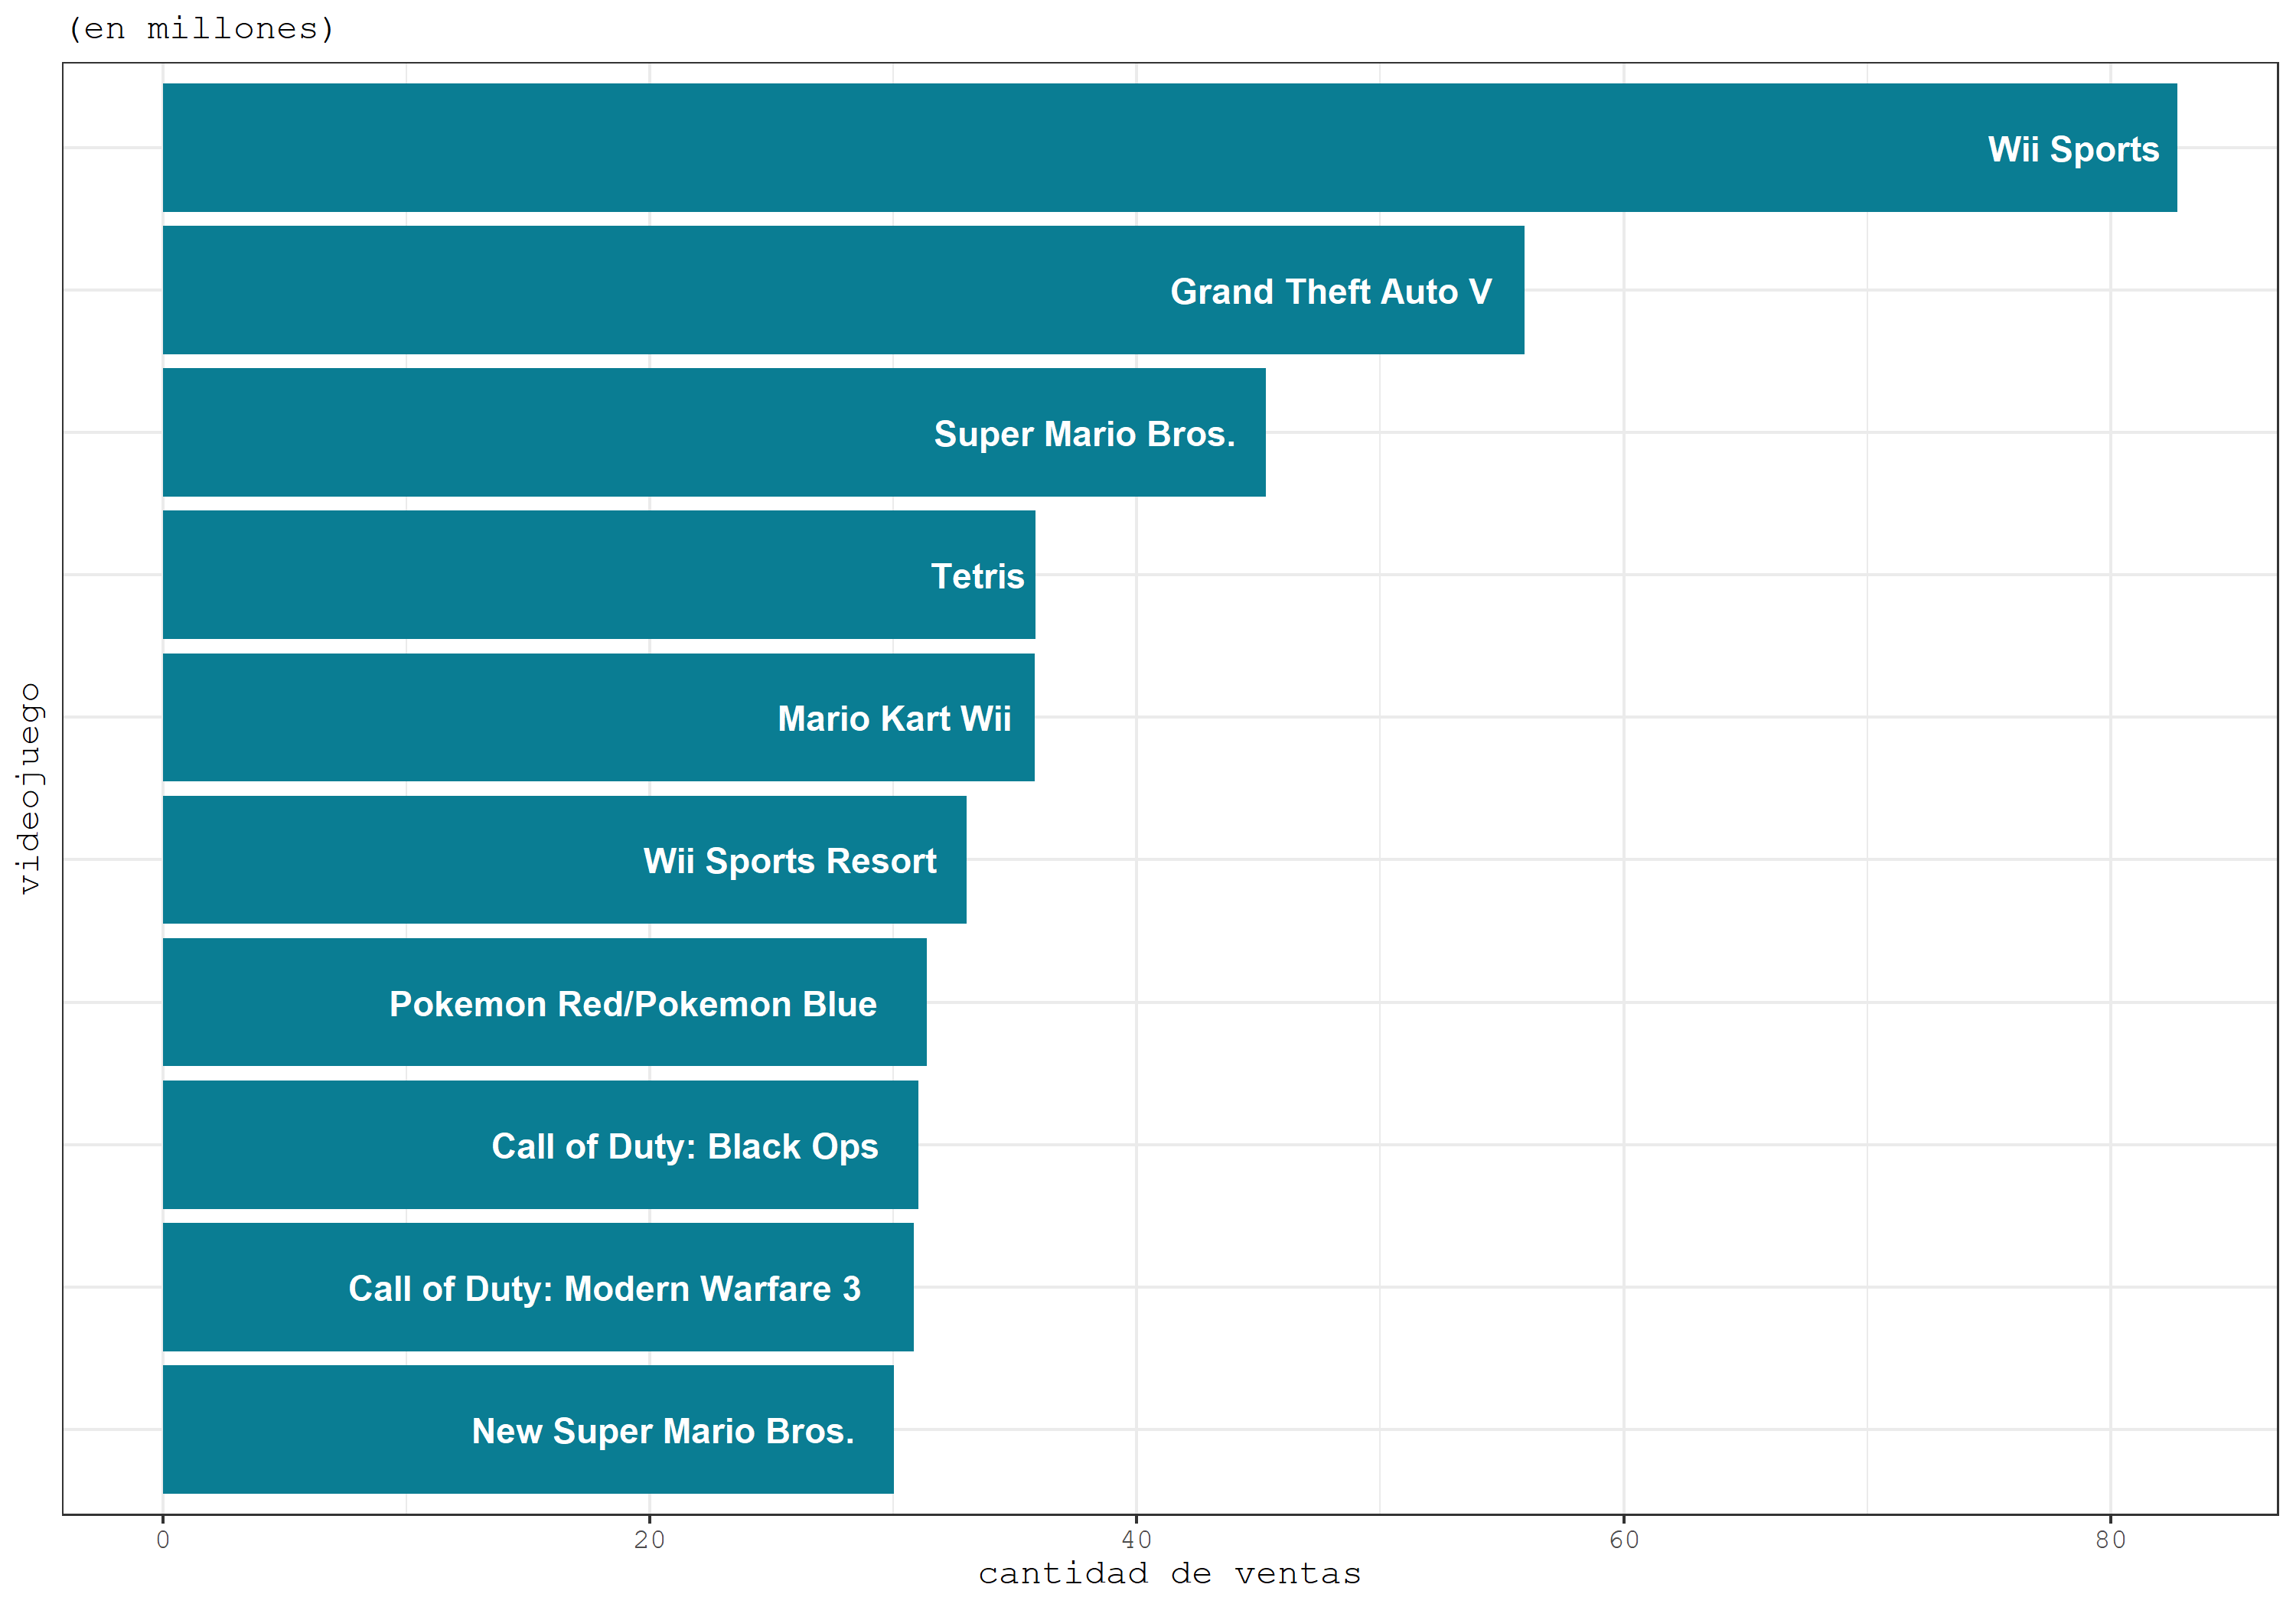 (en millones)
Wii Sports
Grand Theft Auto V
Super Mario Bros.
Tetris
Mario Kart Wii
Wii Sports Resort
Pokemon Red/Pokemon Blue
Call of Duty: Black Ops
Call of Duty: Modern Warfare 3
New Super Mario Bros.
videojuego
0 20 40 60 80
cantidad de ventas